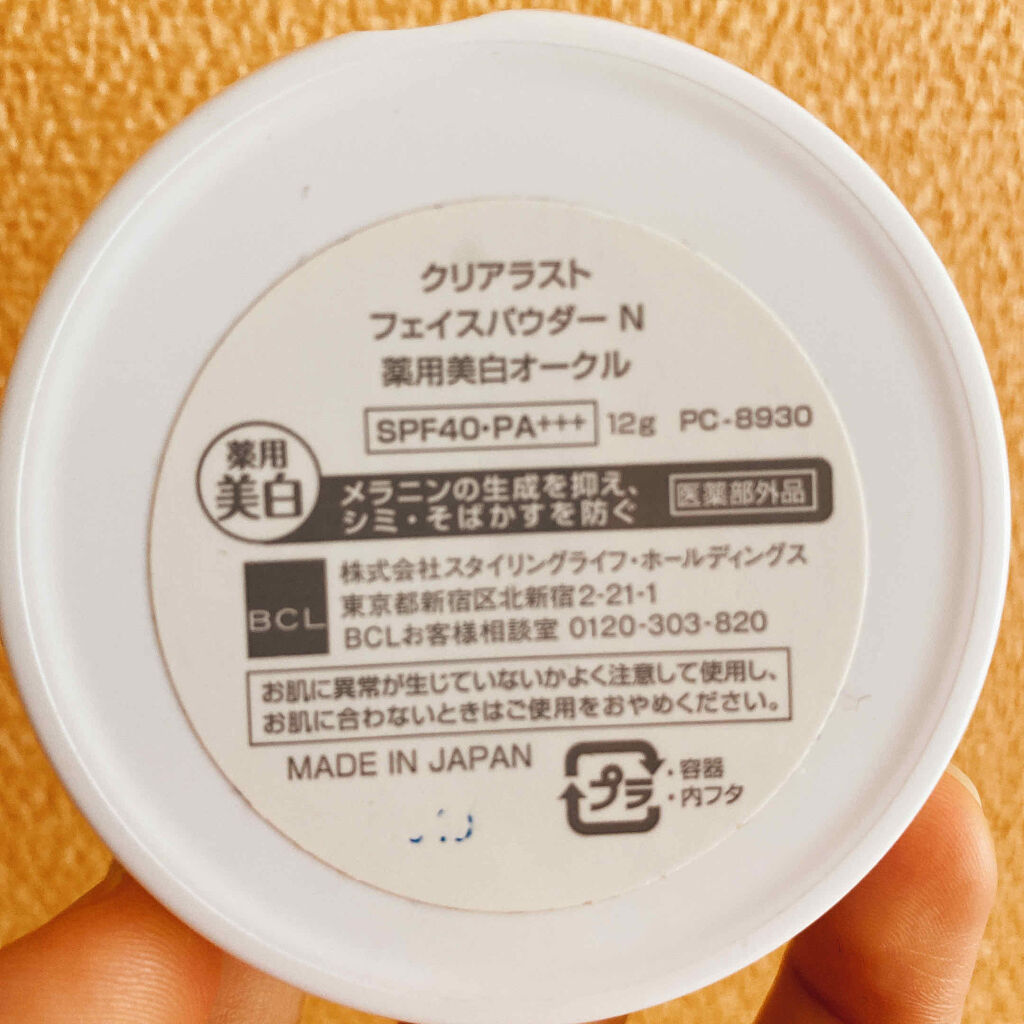 クリアラスト
フェイスパウダー N
薬用美白オークル
SPF40・PA+++ 12g PC-8930
薬用
美白
メラニンの生成を抑え、
シミ・そばかすを防ぐ
医薬部外品
BCL
株式会社スタイリングライフ・ホールディングス
東京都新宿区北新宿2-21-1
BCLお客様相談室 0120-303-820
お肌に異常が生じていないかよく注意して使用し、
お肌に合わないときはご使用をおやめください。
MADE IN JAPAN
プラ
・容器
・内フタ